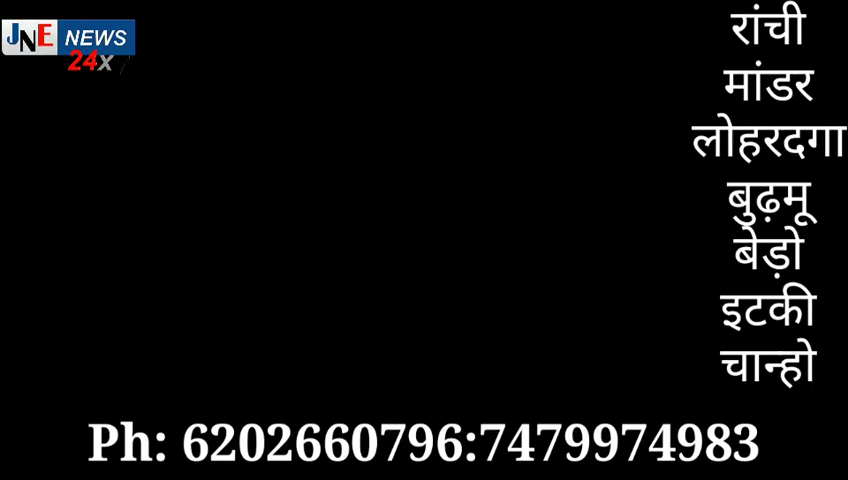 JNE NEWS
24x7
रांची
मांडर
लोहरदगा
बुढ़मू
बेड़ो
इटकी
चान्हो
Ph: 6202660796:7479974983